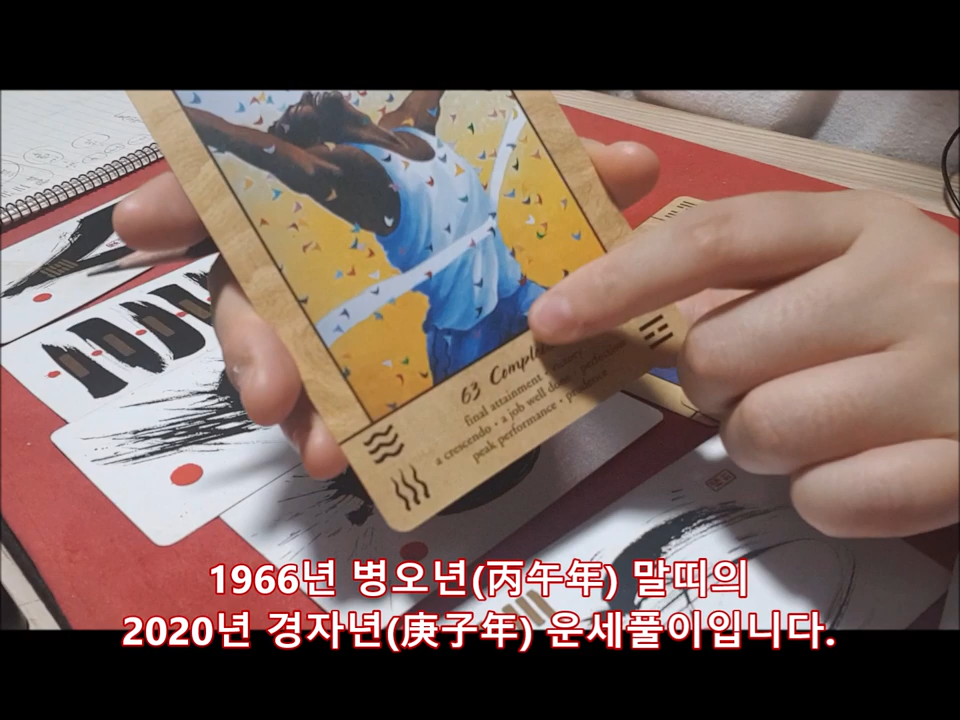 63
final attainment • victory
a crescendo • a job well perfection
peak performance •
1966년 병오년(丙午年) 말띠의
2020년 경자년(庚子年) 운세풀이입니다.